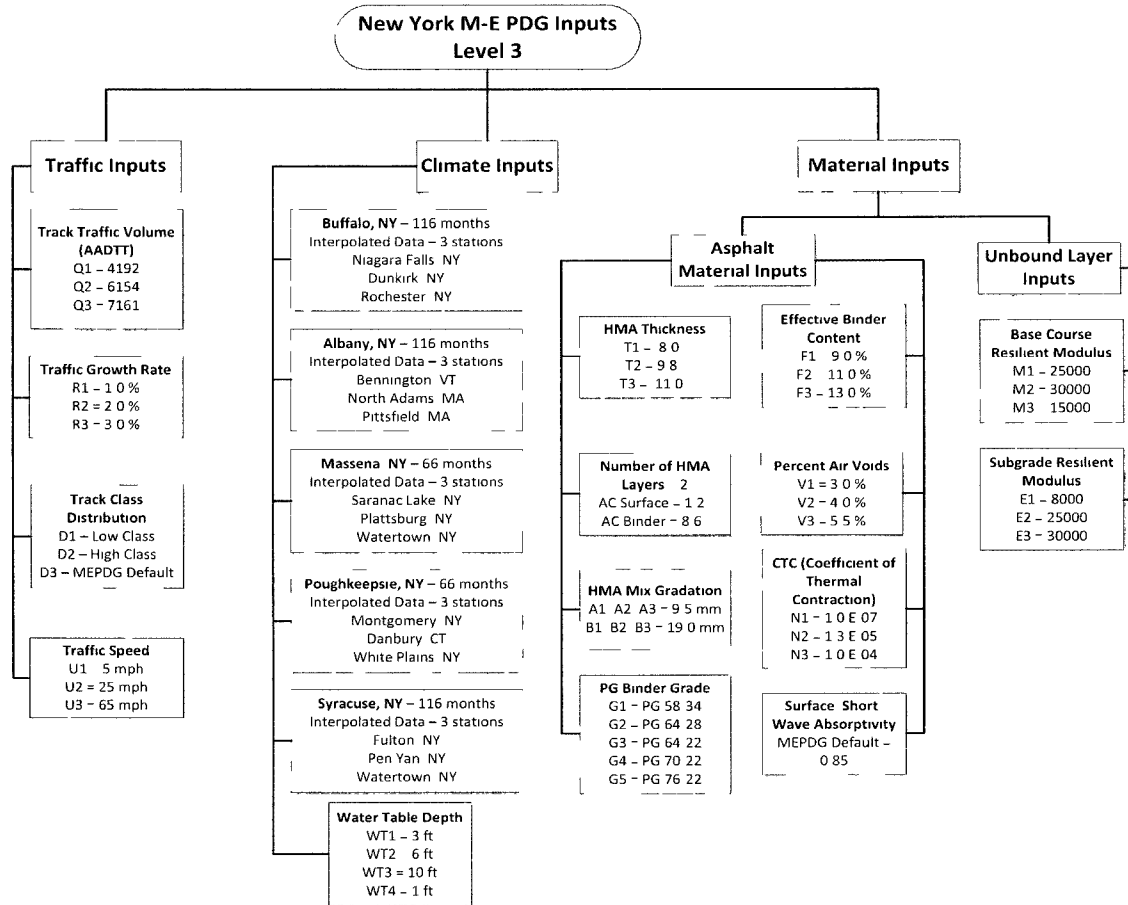 New York M-E PDG Inputs
Level 3
Traffic Inputs
Track Traffic Volume
(AADTT)
Q1 – 4192
Q2 – 6154
Q3 – 7161
Traffic Growth Rate
R1 – 1 0 %
R2 = 2 0 %
R3 – 3 0 %
Track Class
Distribution
D1 – Low Class
D2 – High Class
D3 – MEPDG Default
Traffic Speed
U1 5 mph
U2 = 25 mph
U3 – 65 mph
Climate Inputs
Buffalo, NY – 116 months
Interpolated Data – 3 stations
Niagara Falls NY
Dunkirk NY
Rochester NY
Albany, NY – 116 months
Interpolated Data – 3 stations
Bennington VT
North Adams MA
Pittsfield MA
Massena NY – 66 months
Interpolated Data – 3 stations
Saranac Lake NY
Plattsburg NY
Watertown NY
Poughkeepsie, NY – 66 months
Interpolated Data – 3 stations
Montgomery NY
Danbury CT
White Plains NY
Syracuse, NY – 116 months
Interpolated Data – 3 stations
Fulton NY
Pen Yan NY
Watertown NY
Water Table Depth
WT1 – 3 ft
WT2 6 ft
WT3 = 10 ft
WT4 – 1 ft
Material Inputs
Asphalt
Material Inputs
HMA Thickness
T1 – 8 0
T2 – 9 8
T3 – 11 0
Number of HMA
Layers 2
AC Surface – 1 2
AC Binder – 8 6
HMA Mix Gradation
A1 A2 A3 – 9 5 mm
B1 B2 B3 – 19 0 mm
PG Binder Grade
G1 – PG 58 34
G2 – PG 64 28
G3 – PG 64 22
G4 – PG 70 22
G5 – PG 76 22
Effective Binder
Content
F1 9 0 %
F2 11 0 %
F3 – 13 0 %
Percent Air Voids
V1 = 3 0 %
V2 – 4 0 %
V3 – 5 5 %
CTC (Coefficient of
Thermal
Contraction)
N1 – 1 0 E 07
N2 – 1 3 E 05
N3 – 1 0 E 04
Surface Short
Wave Absorptivity
MEPDG Default –
0 85
Unbound Layer
Inputs
Base Course
Resilient Modulus
M1 – 25000
M2 – 30000
M3 15000
Subgrade Resilient
Modulus
E1 – 8000
E2 – 25000
E3 – 30000